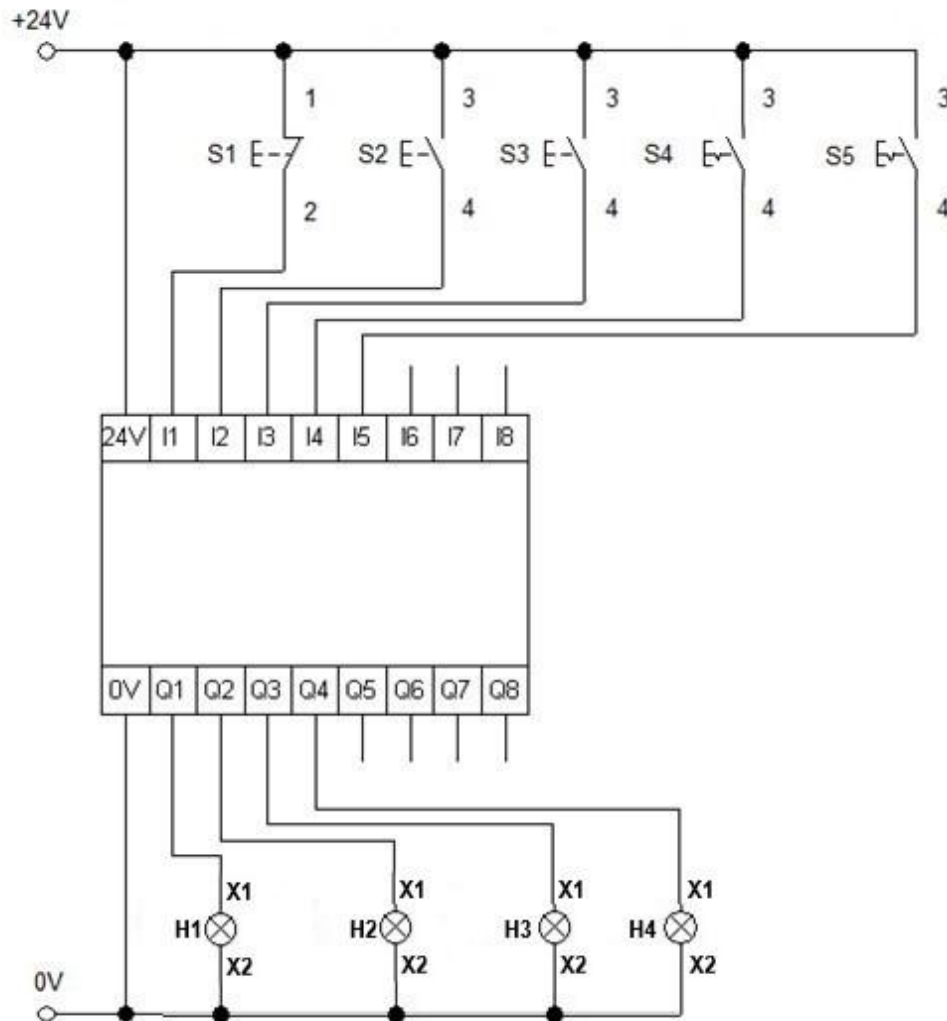 +24V
1 3 3 3 3
S1 S2 S3 S4 S5
2 4 4 4 4
24V I1 I2 I3 I4 I5 I6 I7 I8
0V Q1 Q2 Q3 Q4 Q5 Q6 Q7 Q8
X1 X1 X1 X1
H1 H2 H3 H4
X2 X2 X2 X2
0V